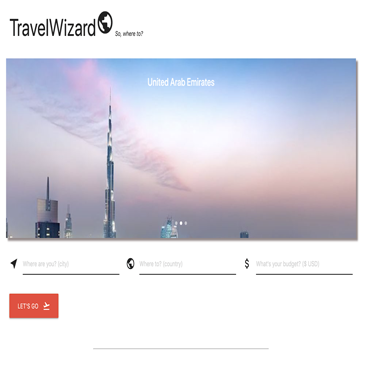 TravelWizard So, where to?
United Arab Emirates
Where are you? (city) Where to? (country) $ What's your budget? ($ USD)
LET'S GO